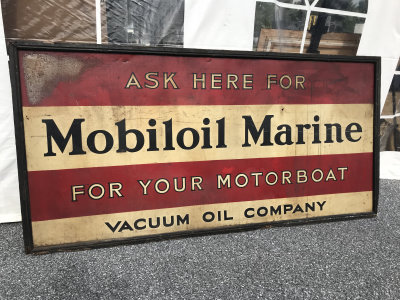 ASK HERE FOR
Mobiloil Marine
FOR YOUR MOTORBOAT
VACUUM OIL COMPANY